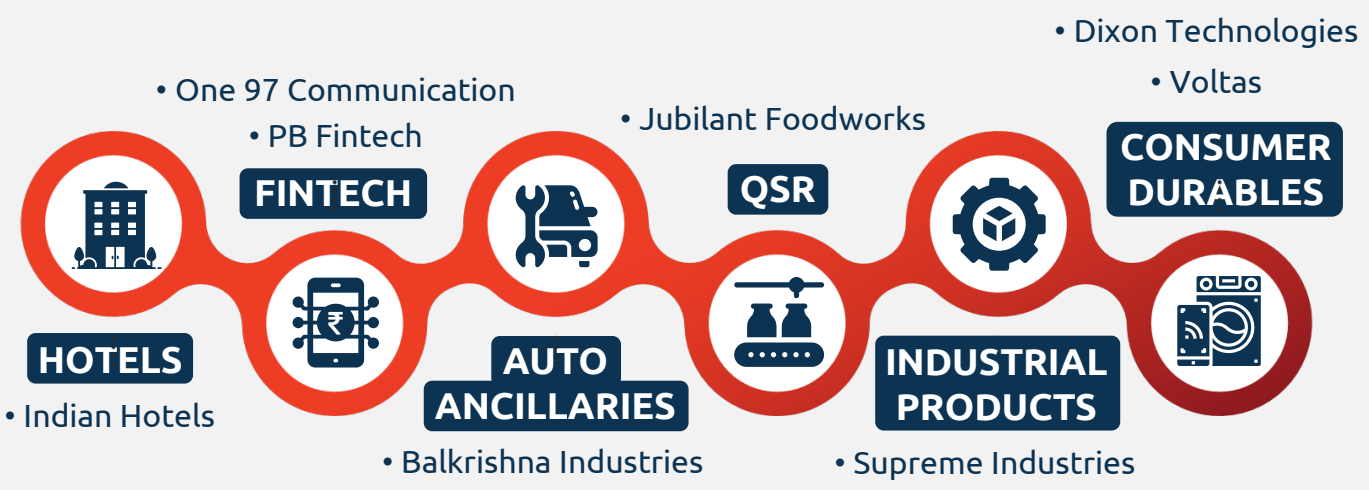 HOTELS
• Indian Hotels
• One 97 Communication
• PB Fintech
FINTECH
₹
AUTO
ANCILLARIES
• Balkrishna Industries
• Jubilant Foodworks
QSR
INDUSTRIAL
PRODUCTS
• Supreme Industries
• Dixon Technologies
• Voltas
CONSUMER
DURABLES